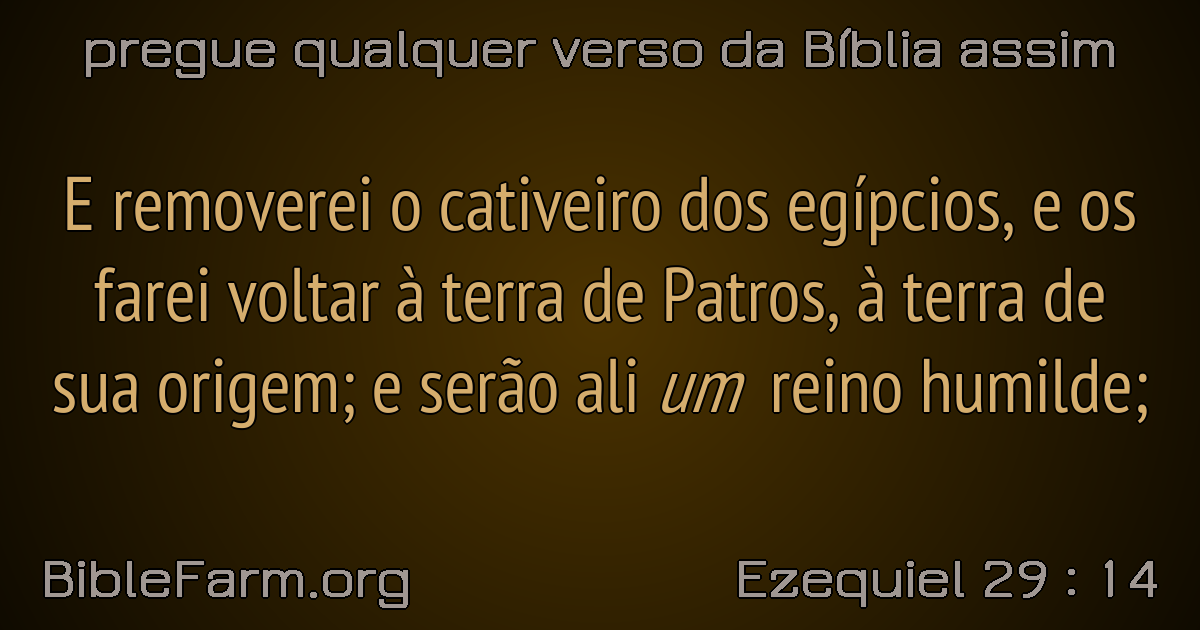 pregue qualquer verso da Bíblia assim
E removerei o cativeiro dos egípcios, e os
farei voltar à terra de Patros, à terra de
sua origem; e serão ali um reino humilde;
BibleFarm.org
Ezequiel 29 : 14